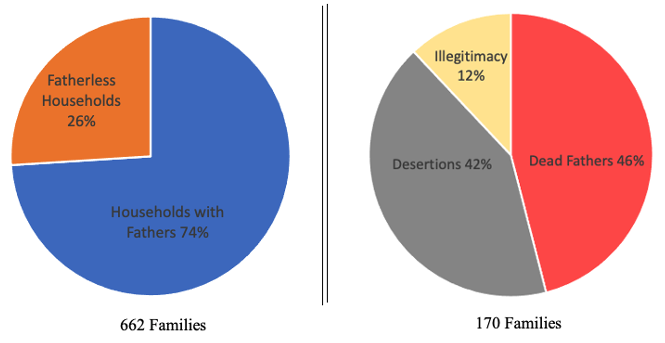 Fatherless
Households
26%
Households with
Fathers 74%
662 Families
Illegitimacy
12%
Desertions 42%
Dead Fathers 46%
170 Families